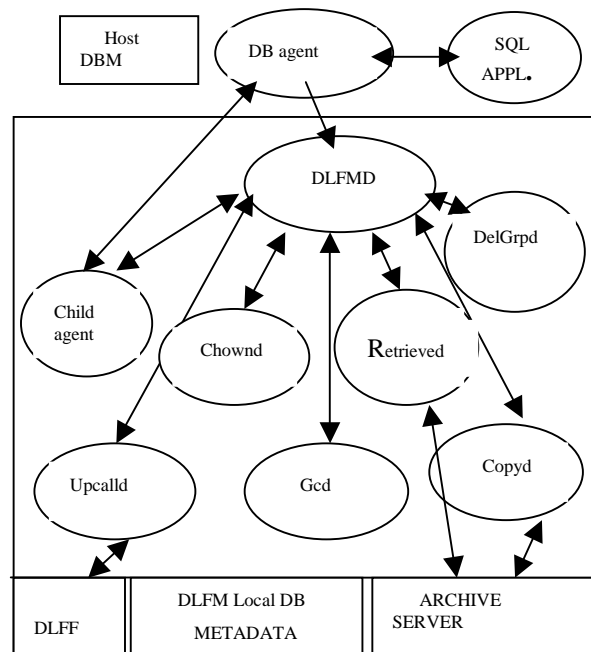 Host
DBM
DB agent
SQL
APPL.
DLFMD
DelGrpd
Child
agent
Chownd
Retrieved
Upcalld
Gcd
Copyd
DLFF
DLFM Local DB
METADATA
ARCHIVE
SERVER